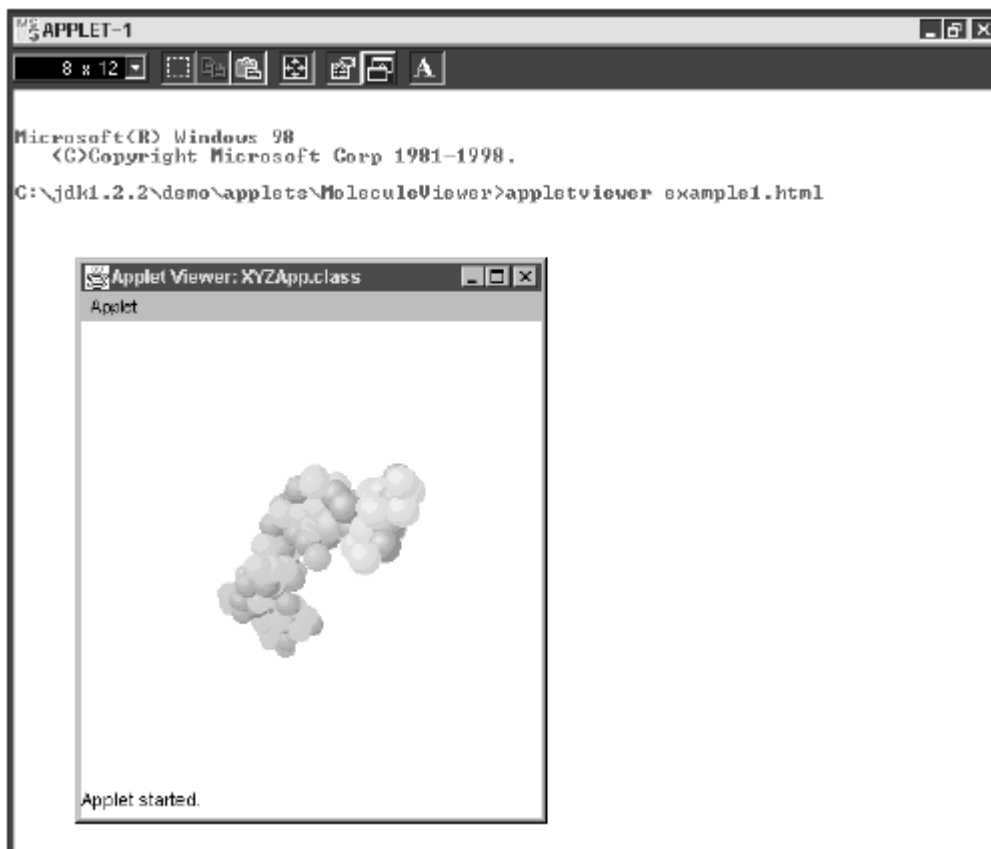 APPLET-1
8 x 12
A
Microsoft(R) Windows 98
(C)Copyright Microsoft Corp 1981-1998.
C:\jdk1.2.2\demo\applets\MoleculeViewer>appletviewer example1.html
Applet Viewer: XYZApp.class
Applet
Applet started.